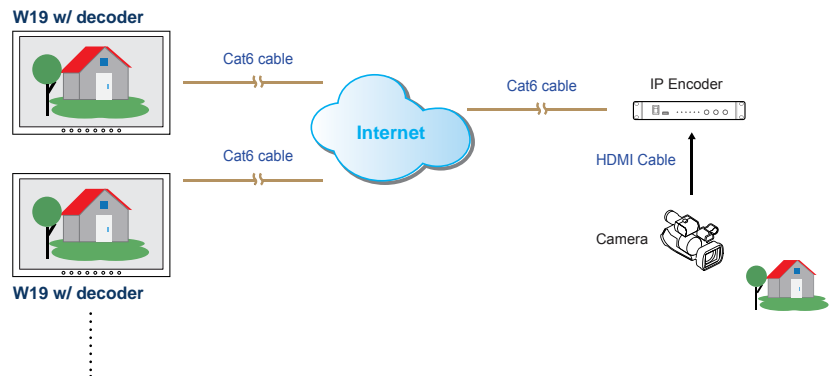 W19 w/ decoder
Cat6 cable
Cat6 cable
IP Encoder
Internet
Cat6 cable
HDMI Cable
Camera
W19 w/ decoder